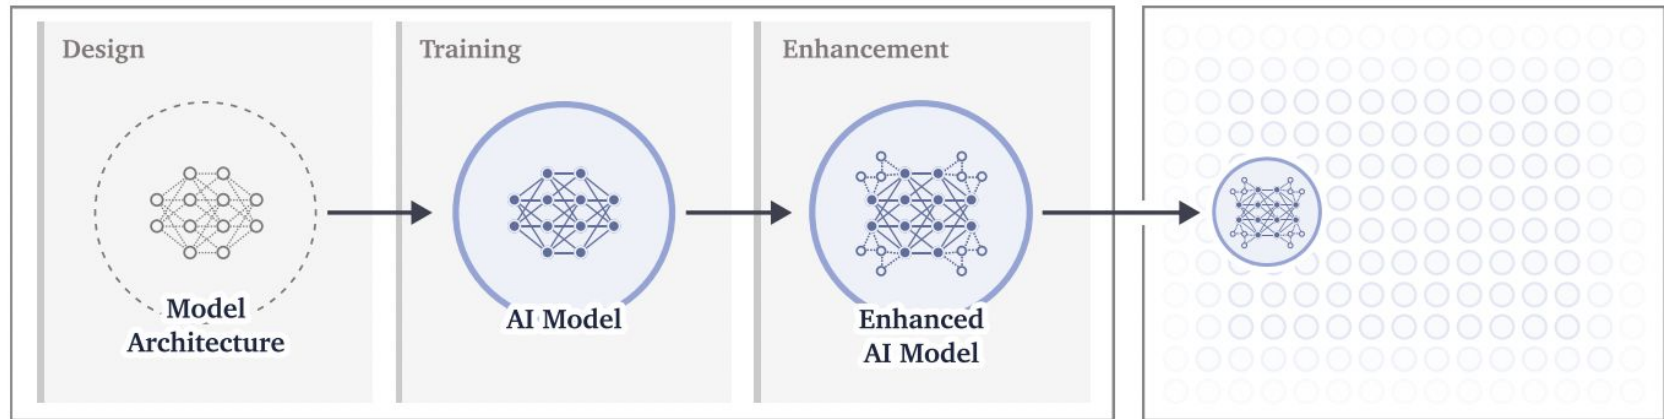 Design
Model
Architecture
Training
AI Model
Enhancement
Enhanced
AI Model